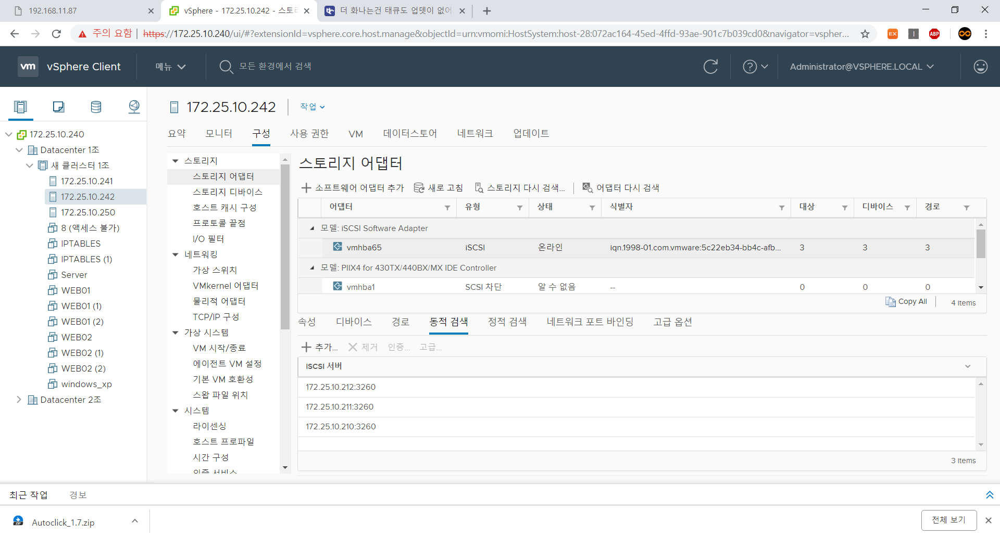 192.168.11.87
vSphere - 172.25.10.242 - 스토리
더 화나는건 태큐도 업뎃이 없어
주의 요함 | https://172.25.10.240/ui/#?extensionId=vsphere.core.host.manage&objectId=urn:vmomi:HostSystem:host-28:072ac164-45ed-4ffd-93ae-901c7b039cd0&navigator=vspher...
EX
ABP
vm vSphere Client
메뉴
모든 환경에서 검색
Administrator@VSPHERE.LOCAL
172.25.10.240
Datacenter 1조
새 클러스터 1조
172.25.10.241
172.25.10.242
172.25.10.250
8 (액세스 불가)
IPTABLES
IPTABLES (1)
Server
WEB01
WEB01 (1)
WEB01 (2)
WEB02
WEB02 (1)
WEB02 (2)
windows_xp
Datacenter 2조
172.25.10.242
작업
요약 모니터 구성 사용 권한 VM 데이터스토어 네트워크 업데이트
스토리지
스토리지 어댑터
스토리지 디바이스
호스트 캐시 구성
프로토콜 끝점
I/O 필터
네트워킹
가상 스위치
VMkernel 어댑터
물리적 어댑터
TCP/IP 구성
가상 시스템
VM 시작/종료
에이전트 VM 설정
기본 VM 호환성
스왑 파일 위치
시스템
라이센싱
호스트 프로파일
시간 구성
인증 서비스
스토리지 어댑터
소프트웨어 어댑터 추가 새로 고침 스토리지 다시 검색... 어댑터 다시 검색
어댑터 유형 상태 식별자 대상 디바이스 경로
모델: iSCSI Software Adapter
vmhba65 iSCSI 온라인 iqn.1998-01.com.vmware:5c22eb34-bb4c-afb... 3 3 3
모델: PIIX4 for 430TX/440BX/MX IDE Controller
vmhba1 SCSI 차단 알 수 없음 -- 0 0 0
Copy All 4 items
속성 디바이스 경로 동적 검색 정적 검색 네트워크 포트 바인딩 고급 옵션
추가... 제거 인증... 고급...
iSCSI 서버
172.25.10.212:3260
172.25.10.211:3260
172.25.10.210:3260
3 items
최근 작업 경보
Autoclick_1.7.zip
전체 보기